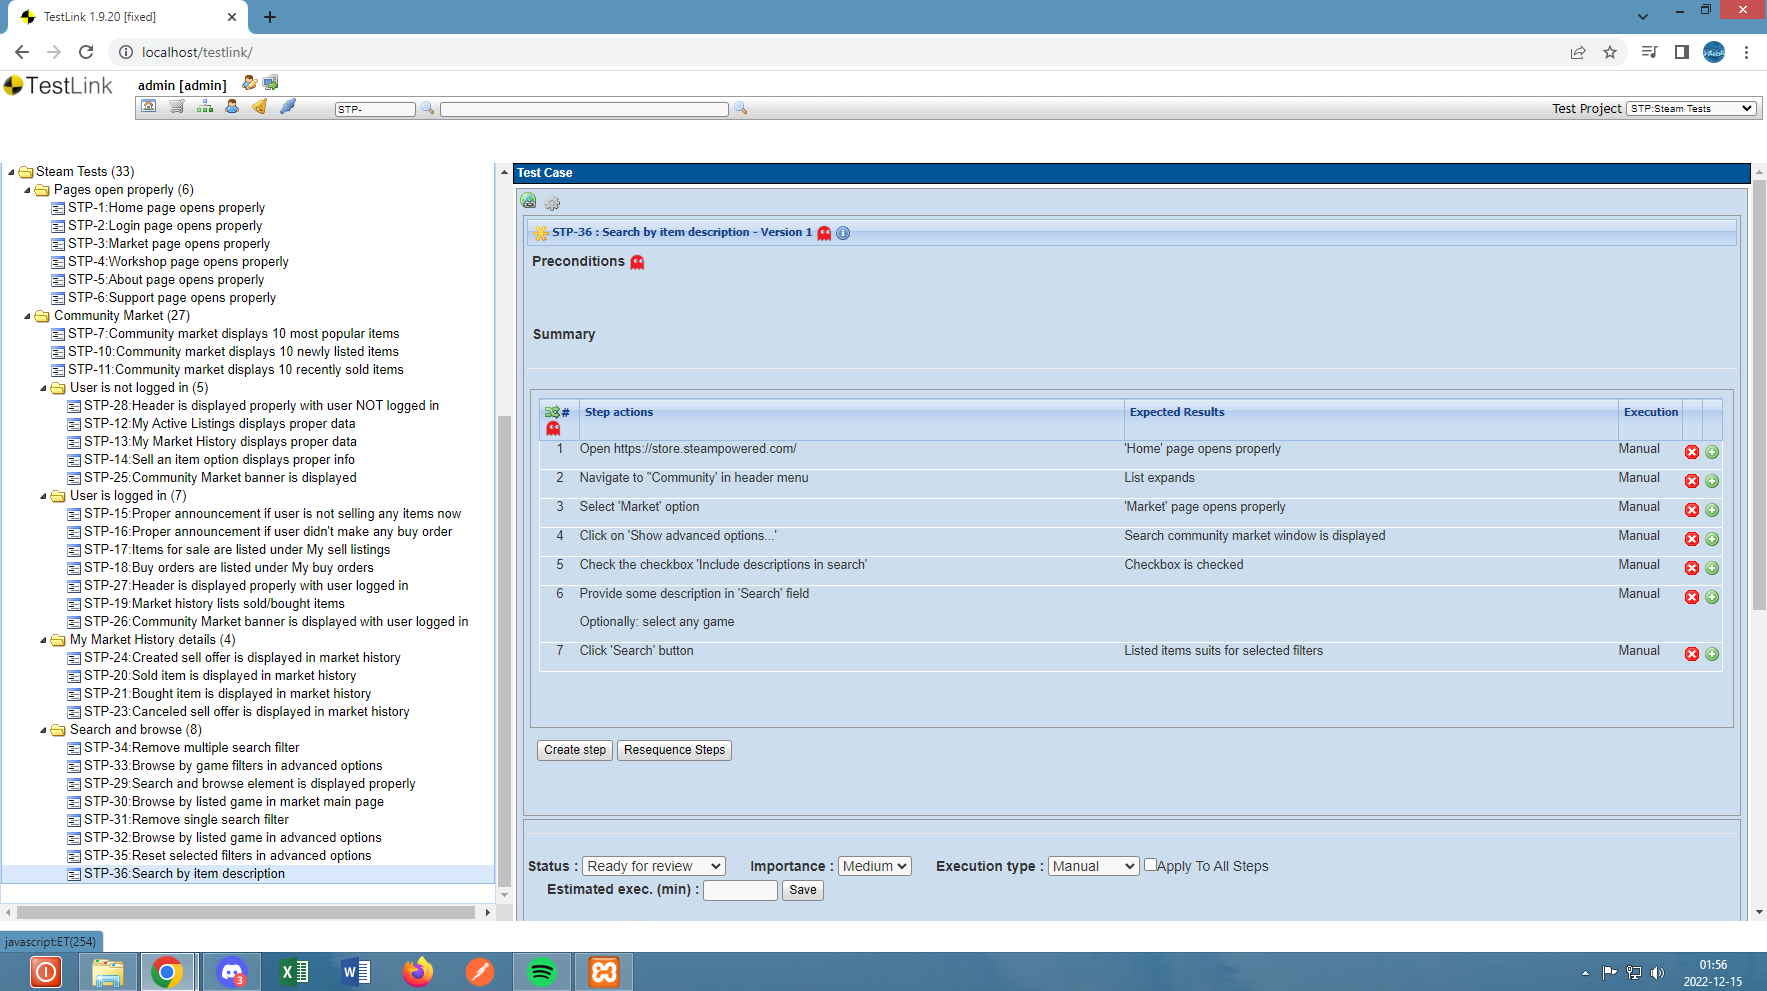 TestLink 1.9.20 [fixed]
localhost/testlink/
TestLink
admin [admin]
STP-
Test Project STP:Steam Tests
Steam Tests (33)
Pages open properly (6)
STP-1:Home page opens properly
STP-2:Login page opens properly
STP-3:Market page opens properly
STP-4:Workshop page opens properly
STP-5:About page opens properly
STP-6:Support page opens properly
Community Market (27)
STP-7:Community market displays 10 most popular items
STP-10:Community market displays 10 newly listed items
STP-11:Community market displays 10 recently sold items
User is not logged in (5)
STP-28:Header is displayed properly with user NOT logged in
STP-12:My Active Listings displays proper data
STP-13:My Market History displays proper data
STP-14:Sell an item option displays proper info
STP-25:Community Market banner is displayed
User is logged in (7)
STP-15:Proper announcement if user is not selling any items now
STP-16:Proper announcement if user didn't make any buy order
STP-17:Items for sale are listed under My sell listings
STP-18:Buy orders are listed under My buy orders
STP-27:Header is displayed properly with user logged in
STP-19:Market history lists sold/bought items
STP-26:Community Market banner is displayed with user logged in
My Market History details (4)
STP-24:Created sell offer is displayed in market history
STP-20:Sold item is displayed in market history
STP-21:Bought item is displayed in market history
STP-23:Canceled sell offer is displayed in market history
Search and browse (8)
STP-34:Remove multiple search filter
STP-33:Browse by game filters in advanced options
STP-29:Search and browse element is displayed properly
STP-30:Browse by listed game in market main page
STP-31:Remove single search filter
STP-32:Browse by listed game in advanced options
STP-35:Reset selected filters in advanced options
STP-36:Search by item description
Test Case
STP-36 : Search by item description - Version 1
Preconditions
Summary
# Step actions Expected Results Execution
1 Open https://store.steampowered.com/ 'Home' page opens properly Manual
2 Navigate to "Community' in header menu List expands Manual
3 Select 'Market' option 'Market' page opens properly Manual
4 Click on 'Show advanced options...' Search community market window is displayed Manual
5 Check the checkbox 'Include descriptions in search' Checkbox is checked Manual
6 Provide some description in 'Search' field Manual
Optionally: select any game
7 Click 'Search' button Listed items suits for selected filters Manual
Create step Resequence Steps
Status : Ready for review Importance : Medium Execution type : Manual Apply To All Steps
Estimated exec. (min) : Save
javascript:ET(254)
3
01:56
2022-12-15